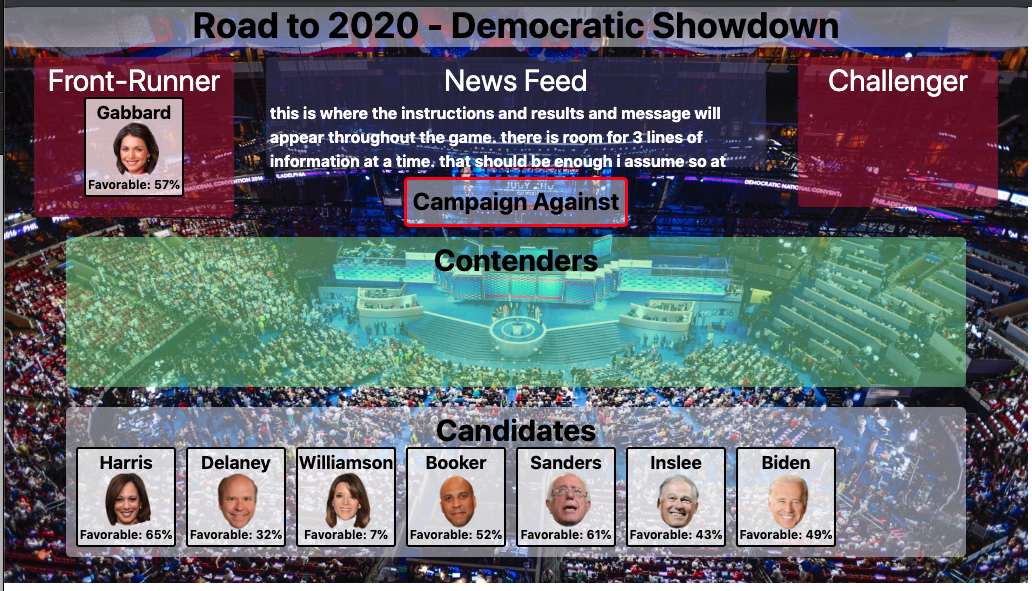 Road to 2020 - Democratic Showdown
Front-Runner
Gabbard
Favorable: 57%
News Feed
this is where the instructions and results and message will
appear throughout the game. there is room for 3 lines of
information at a time. that should be enough i assume so at
Campaign Against
Challenger
Contenders
Candidates
Harris
Favorable: 65%
Delaney
Favorable: 32%
Williamson
Favorable: 7%
Booker
Favorable: 52%
Sanders
Favorable: 61%
Inslee
Favorable: 43%
Biden
Favorable: 49%